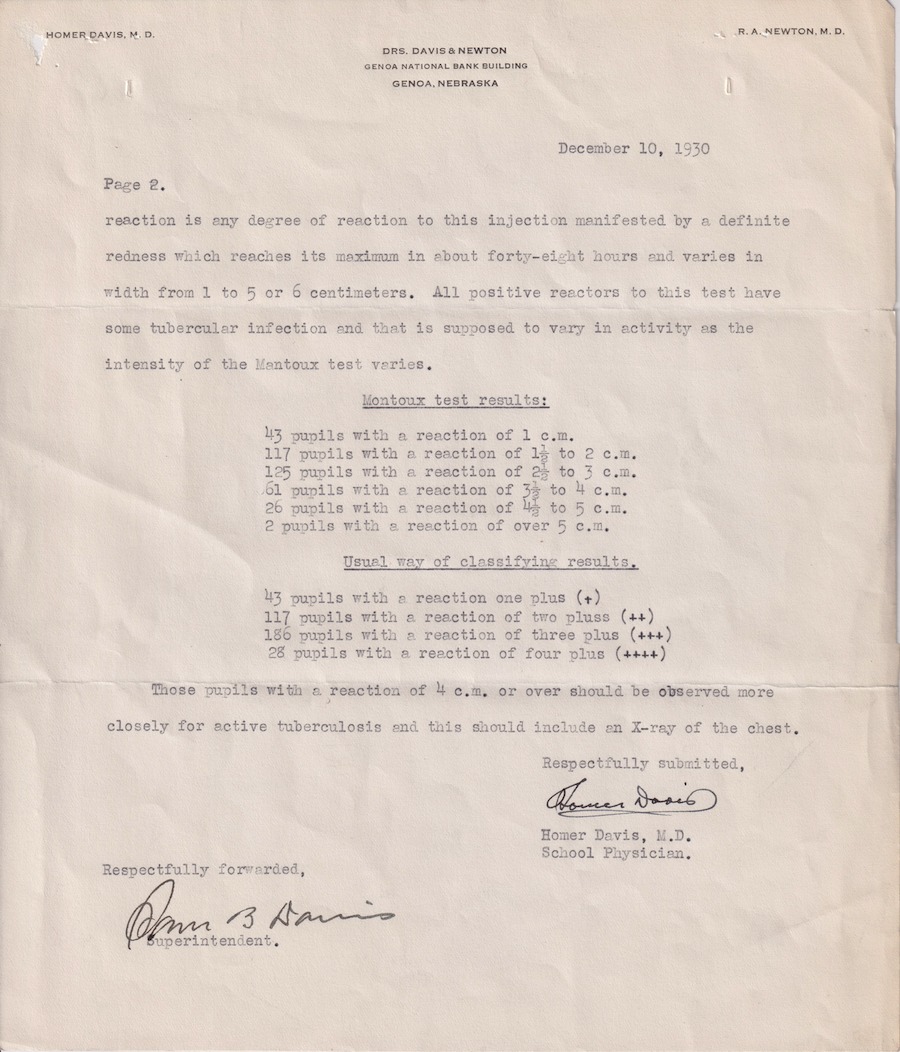 HOMER DAVIS, M. D.
R. A. NEWTON, M. D.
DRS. DAVIS & NEWTON
GENOA NATIONAL BANK BUILDING
GENOA, NEBRASKA
December 10, 1930
Page 2.
reaction is any degree of reaction to this injection manifested by a definite
redness which reaches its maximum in about forty-eight hours and varies in
width from 1 to 5 or 6 centimeters. All positive reactors to this test have
some tubercular infection and that is supposed to vary in activity as the
intensity of the Mantoux test varies.
Montoux test results:
43 pupils with a reaction of 1 c.m.
117 pupils with a reaction of 1½ to 2 c.m.
125 pupils with a reaction of 2½ to 3 c.m.
61 pupils with a reaction of 3½ to 4 c.m.
26 pupils with a reaction of 4½ to 5 c.m.
2 pupils with a reaction of over 5 c.m.
Usual way of classifying results.
43 pupils with a reaction one plus (+)
117 pupils with a reaction of two pluss (++)
186 pupils with a reaction of three plus (+++)
28 pupils with a reaction of four plus (++++)
Those pupils with a reaction of 4 c.m. or over should be observed more
closely for active tuberculosis and this should include an X-ray of the chest.
Respectfully submitted,
Homer Davis
Homer Davis, M.D.
School Physician.
Respectfully forwarded,
Sam B Davis
Superintendent.